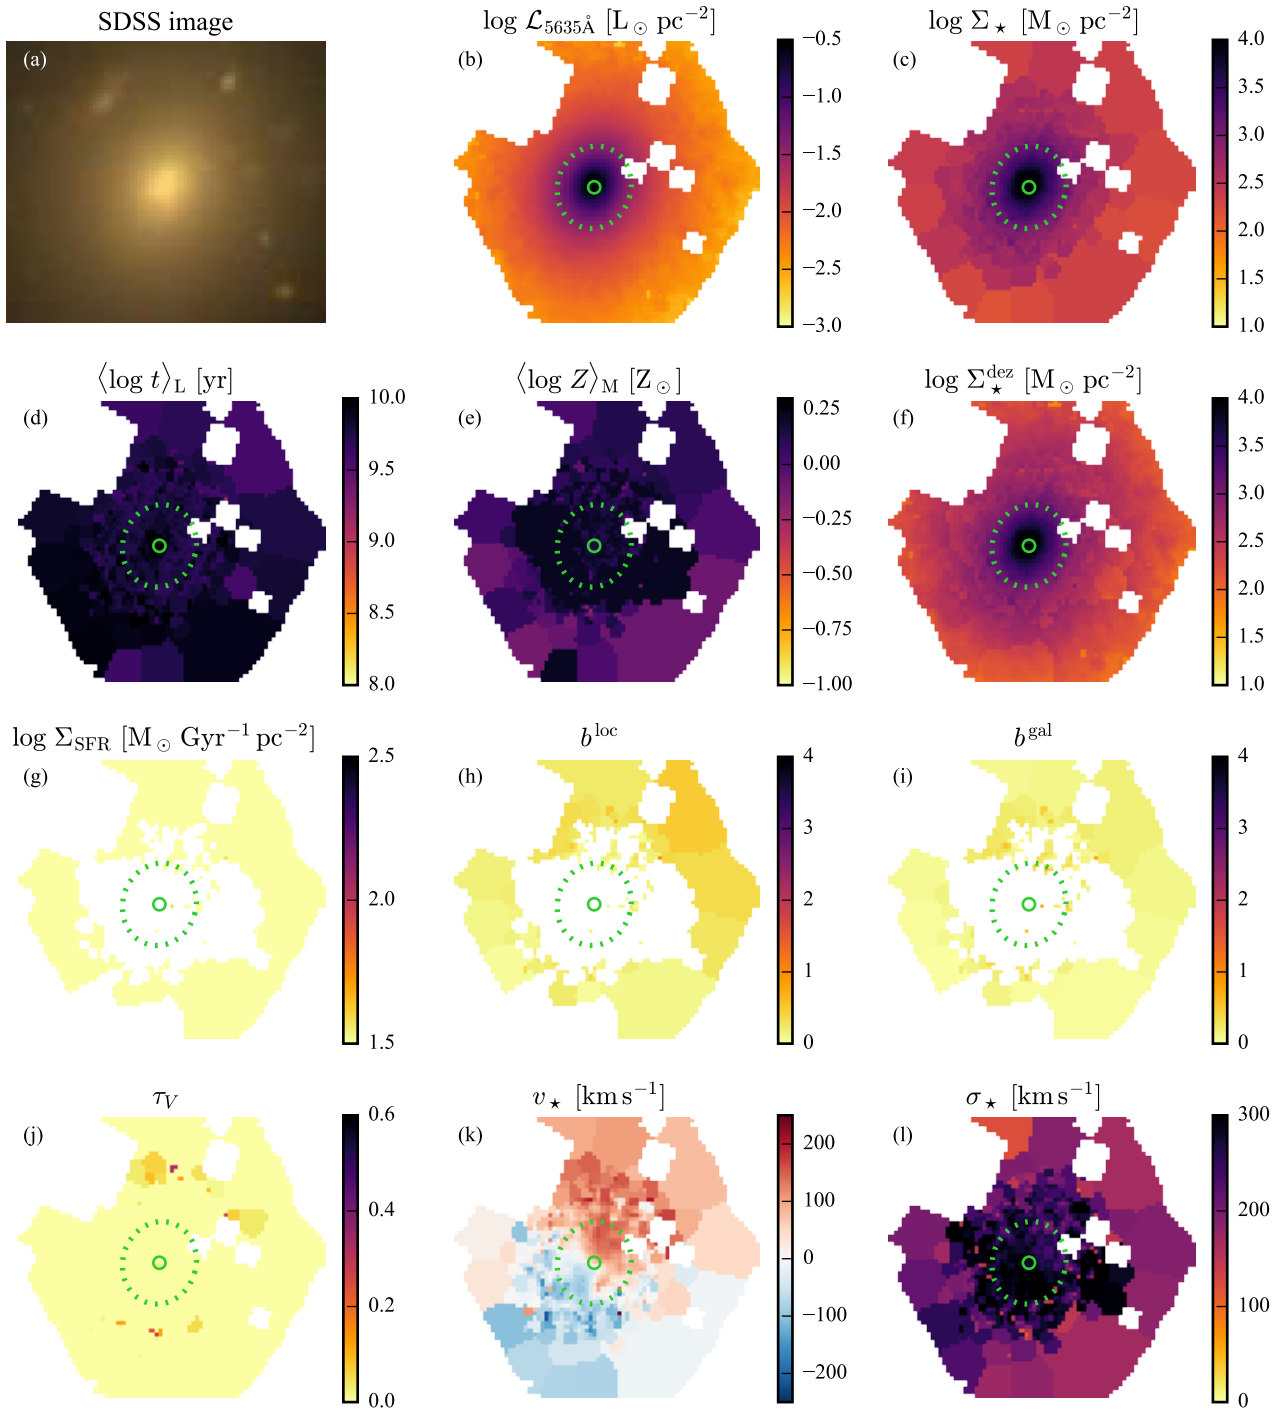 SDSS image
log ℒ₅₆₃₅Å [L⊙ pc⁻²]
log Σ⋆ [M⊙ pc⁻²]
(a)
(b)
−0.5
−1.0
−1.5
−2.0
−2.5
−3.0
(c)
4.0
3.5
3.0
2.5
2.0
1.5
1.0
⟨log t⟩L [yr]
⟨log Z⟩M [Z⊙]
log Σ⋆ᵈᵉᶻ [M⊙ pc⁻²]
(d)
10.0
9.5
9.0
8.5
8.0
(e)
0.25
0.00
−0.25
−0.50
−0.75
−1.00
(f)
4.0
3.5
3.0
2.5
2.0
1.5
1.0
log ΣSFR [M⊙ Gyr⁻¹ pc⁻²]
bˡᵒᶜ
bᵍᵃˡ
(g)
2.5
2.0
1.5
(h)
4
3
2
1
0
(i)
4
3
2
1
0
τV
v⋆ [km s⁻¹]
σ⋆ [km s⁻¹]
(j)
0.6
0.4
0.2
0.0
(k)
200
100
0
−100
−200
(l)
300
200
100
0